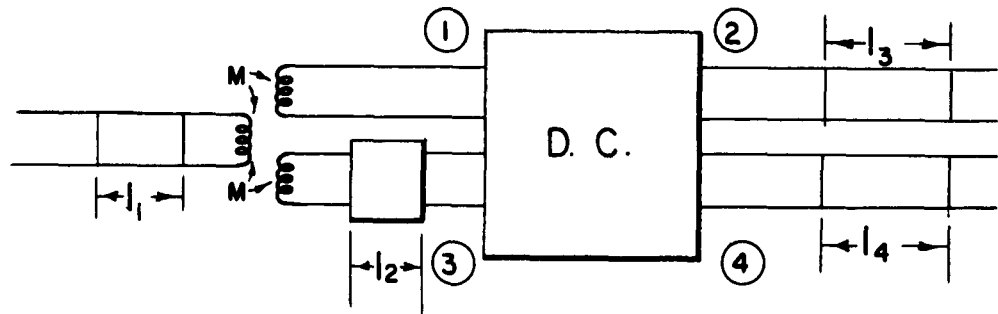 ① ②
l₃
M
D. C.
M
l₁
l₂ ③ ④ l₄